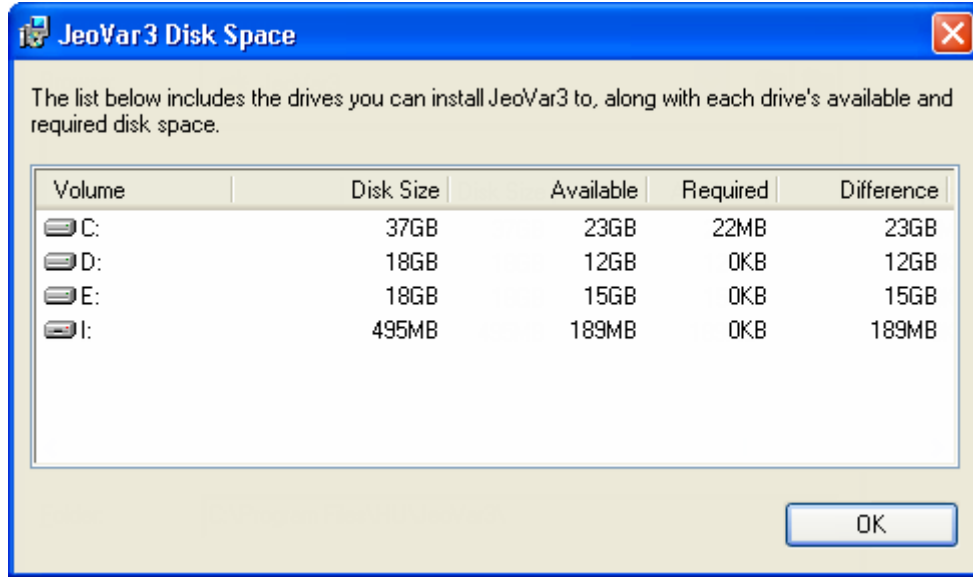 JeoVar3 Disk Space
The list below includes the drives you can install JeoVar3 to, along with each drive's available and
required disk space.
Volume Disk Size Available Required Difference
C: 37GB 23GB 22MB 23GB
D: 18GB 12GB 0KB 12GB
E: 18GB 15GB 0KB 15GB
I: 495MB 189MB 0KB 189MB
OK